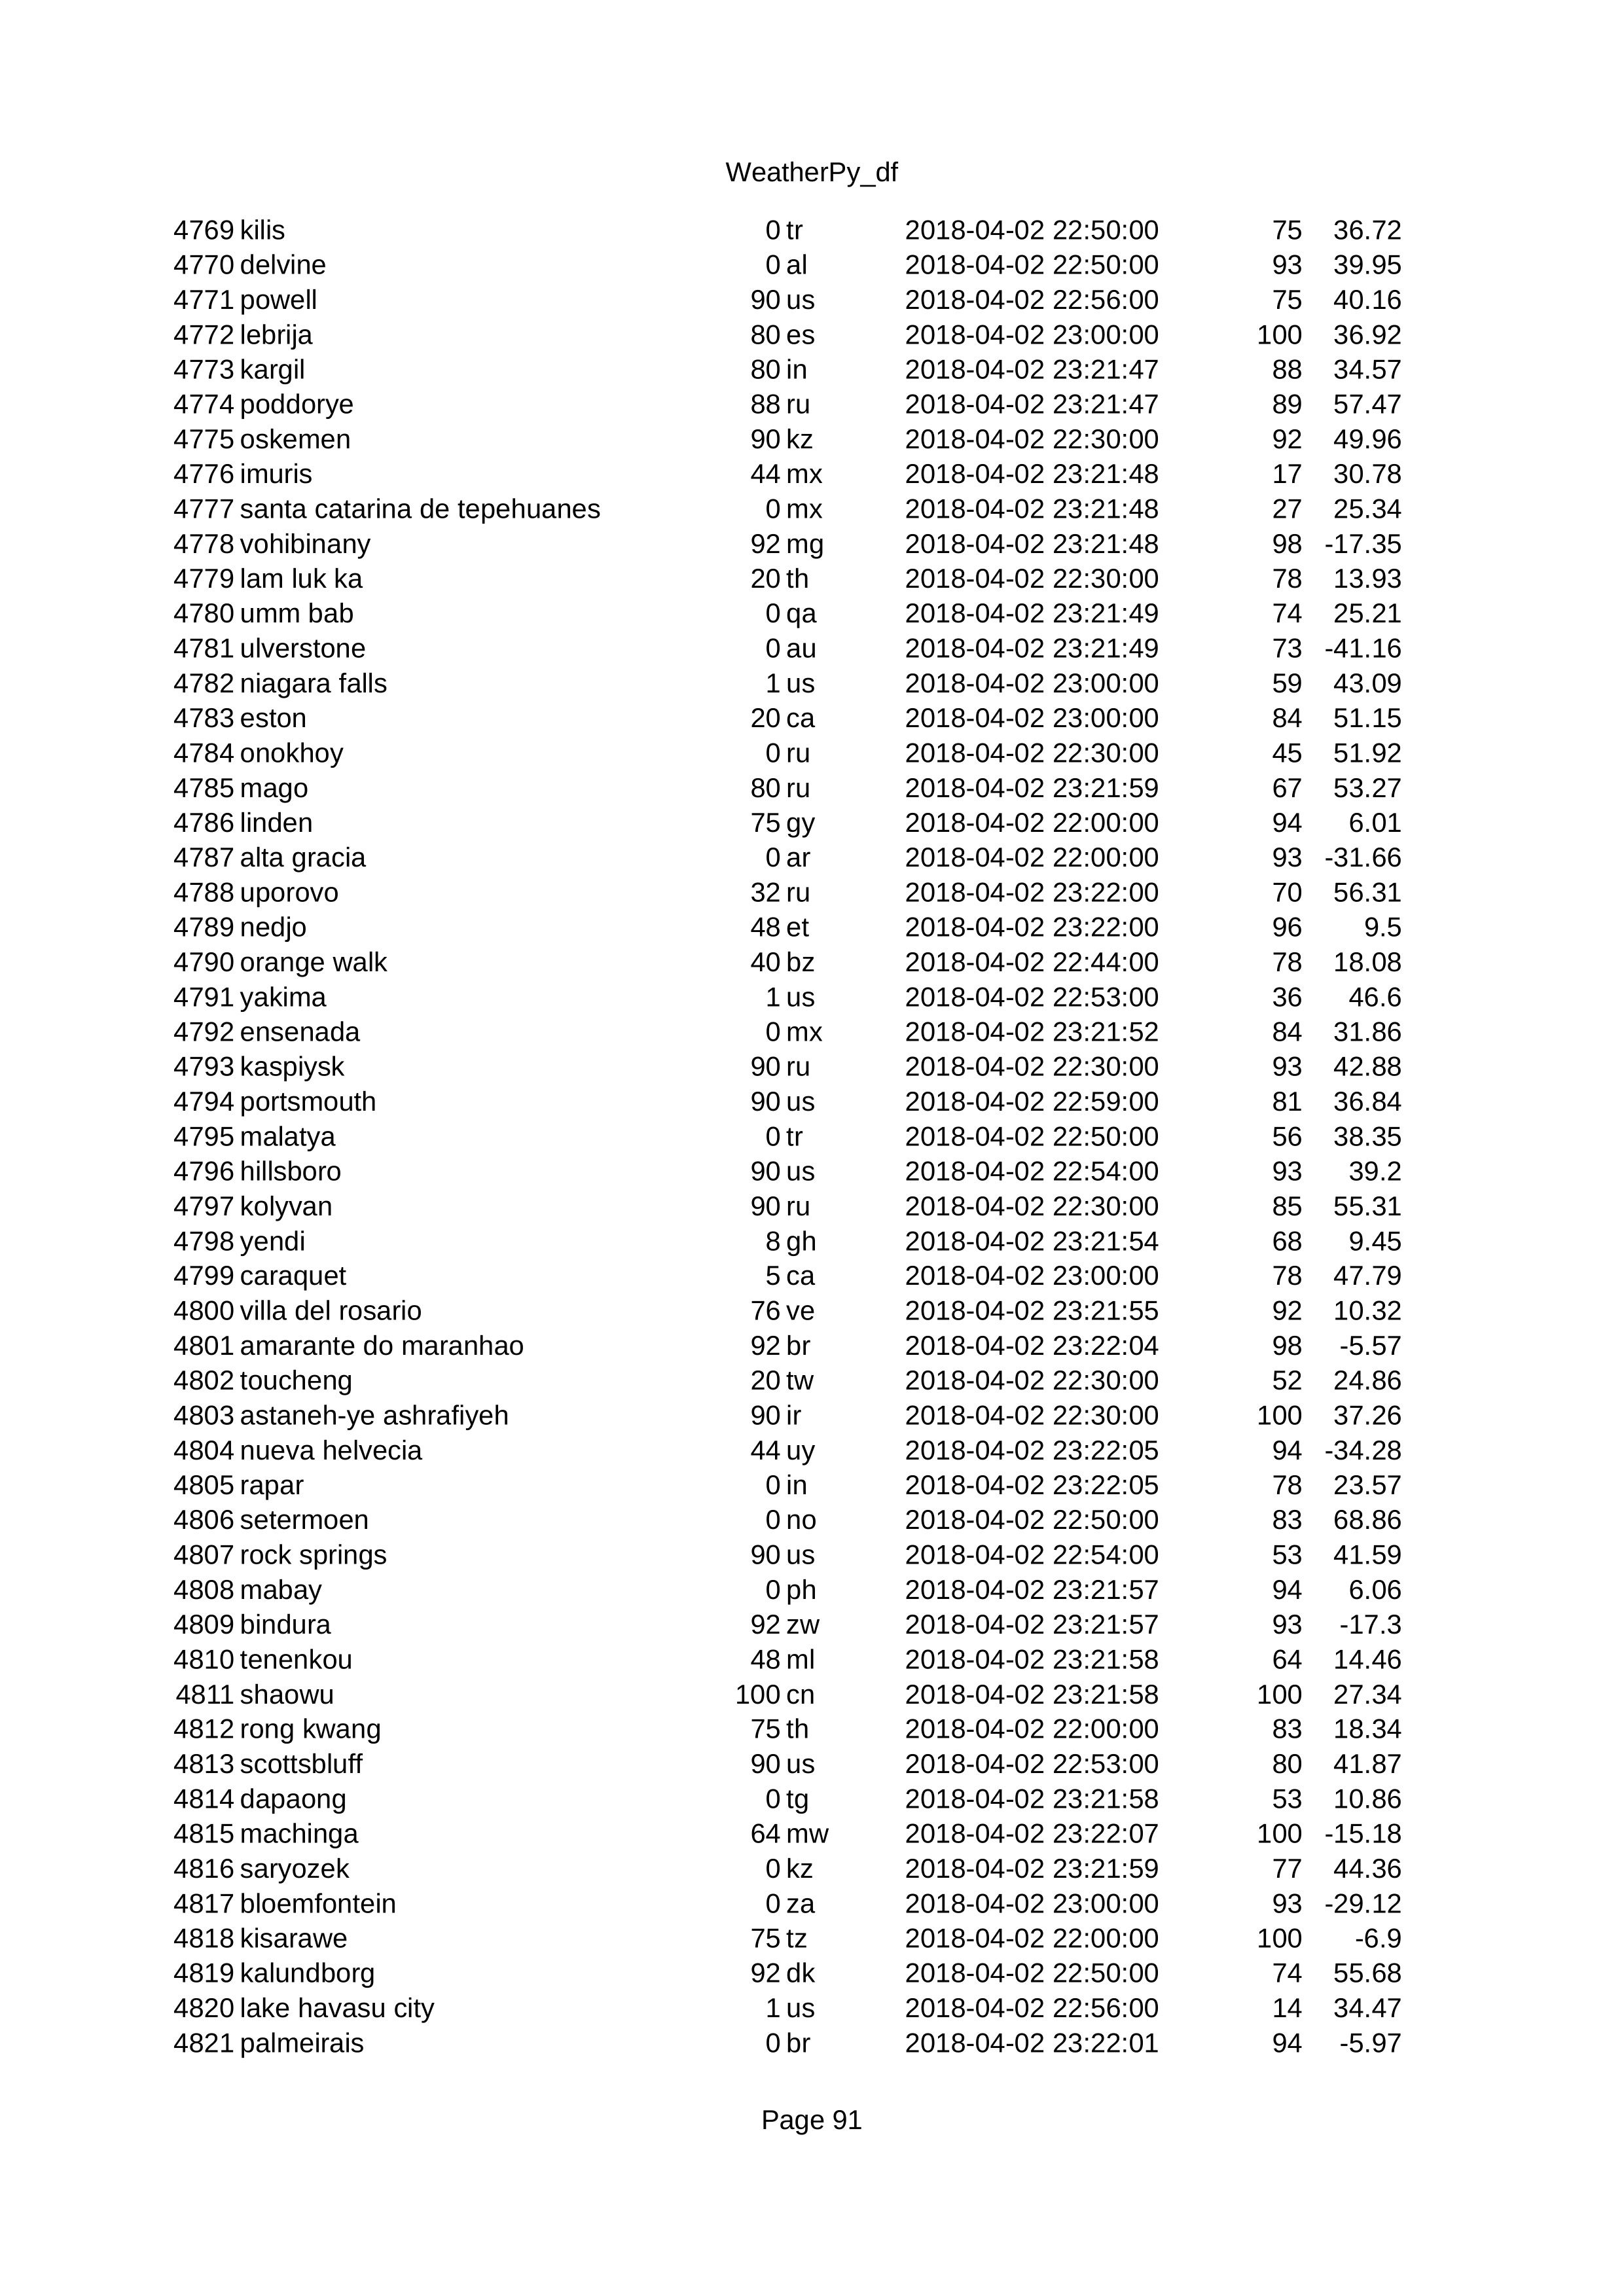 WeatherPy_df
4769 kilis 0 tr 2018-04-02 22:50:00 75 36.72
4770 delvine 0 al 2018-04-02 22:50:00 93 39.95
4771 powell 90 us 2018-04-02 22:56:00 75 40.16
4772 lebrija 80 es 2018-04-02 23:00:00 100 36.92
4773 kargil 80 in 2018-04-02 23:21:47 88 34.57
4774 poddorye 88 ru 2018-04-02 23:21:47 89 57.47
4775 oskemen 90 kz 2018-04-02 22:30:00 92 49.96
4776 imuris 44 mx 2018-04-02 23:21:48 17 30.78
4777 santa catarina de tepehuanes 0 mx 2018-04-02 23:21:48 27 25.34
4778 vohibinany 92 mg 2018-04-02 23:21:48 98 -17.35
4779 lam luk ka 20 th 2018-04-02 22:30:00 78 13.93
4780 umm bab 0 qa 2018-04-02 23:21:49 74 25.21
4781 ulverstone 0 au 2018-04-02 23:21:49 73 -41.16
4782 niagara falls 1 us 2018-04-02 23:00:00 59 43.09
4783 eston 20 ca 2018-04-02 23:00:00 84 51.15
4784 onokhoy 0 ru 2018-04-02 22:30:00 45 51.92
4785 mago 80 ru 2018-04-02 23:21:59 67 53.27
4786 linden 75 gy 2018-04-02 22:00:00 94 6.01
4787 alta gracia 0 ar 2018-04-02 22:00:00 93 -31.66
4788 uporovo 32 ru 2018-04-02 23:22:00 70 56.31
4789 nedjo 48 et 2018-04-02 23:22:00 96 9.5
4790 orange walk 40 bz 2018-04-02 22:44:00 78 18.08
4791 yakima 1 us 2018-04-02 22:53:00 36 46.6
4792 ensenada 0 mx 2018-04-02 23:21:52 84 31.86
4793 kaspiysk 90 ru 2018-04-02 22:30:00 93 42.88
4794 portsmouth 90 us 2018-04-02 22:59:00 81 36.84
4795 malatya 0 tr 2018-04-02 22:50:00 56 38.35
4796 hillsboro 90 us 2018-04-02 22:54:00 93 39.2
4797 kolyvan 90 ru 2018-04-02 22:30:00 85 55.31
4798 yendi 8 gh 2018-04-02 23:21:54 68 9.45
4799 caraquet 5 ca 2018-04-02 23:00:00 78 47.79
4800 villa del rosario 76 ve 2018-04-02 23:21:55 92 10.32
4801 amarante do maranhao 92 br 2018-04-02 23:22:04 98 -5.57
4802 toucheng 20 tw 2018-04-02 22:30:00 52 24.86
4803 astaneh-ye ashrafiyeh 90 ir 2018-04-02 22:30:00 100 37.26
4804 nueva helvecia 44 uy 2018-04-02 23:22:05 94 -34.28
4805 rapar 0 in 2018-04-02 23:22:05 78 23.57
4806 setermoen 0 no 2018-04-02 22:50:00 83 68.86
4807 rock springs 90 us 2018-04-02 22:54:00 53 41.59
4808 mabay 0 ph 2018-04-02 23:21:57 94 6.06
4809 bindura 92 zw 2018-04-02 23:21:57 93 -17.3
4810 tenenkou 48 ml 2018-04-02 23:21:58 64 14.46
4811 shaowu 100 cn 2018-04-02 23:21:58 100 27.34
4812 rong kwang 75 th 2018-04-02 22:00:00 83 18.34
4813 scottsbluff 90 us 2018-04-02 22:53:00 80 41.87
4814 dapaong 0 tg 2018-04-02 23:21:58 53 10.86
4815 machinga 64 mw 2018-04-02 23:22:07 100 -15.18
4816 saryozek 0 kz 2018-04-02 23:21:59 77 44.36
4817 bloemfontein 0 za 2018-04-02 23:00:00 93 -29.12
4818 kisarawe 75 tz 2018-04-02 22:00:00 100 -6.9
4819 kalundborg 92 dk 2018-04-02 22:50:00 74 55.68
4820 lake havasu city 1 us 2018-04-02 22:56:00 14 34.47
4821 palmeirais 0 br 2018-04-02 23:22:01 94 -5.97
Page 91